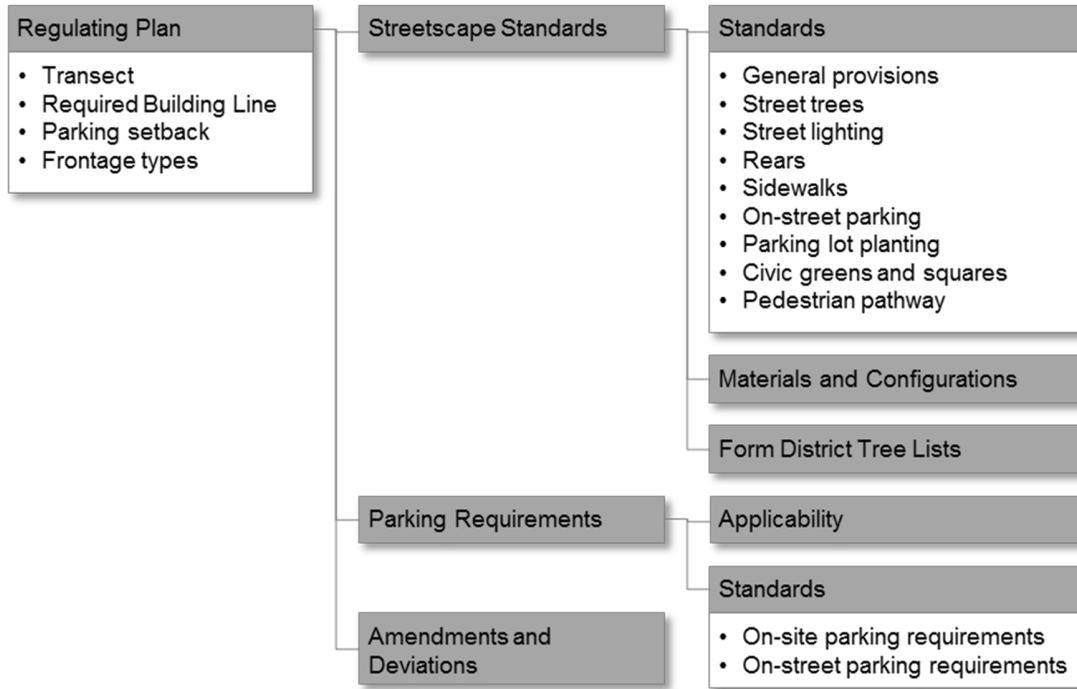 Regulating Plan
• Transect
• Required Building Line
• Parking setback
• Frontage types
Streetscape Standards
Standards
• General provisions
• Street trees
• Street lighting
• Rears
• Sidewalks
• On-street parking
• Parking lot planting
• Civic greens and squares
• Pedestrian pathway
Materials and Configurations
Form District Tree Lists
Parking Requirements
Applicability
Standards
• On-site parking requirements
• On-street parking requirements
Amendments and
Deviations